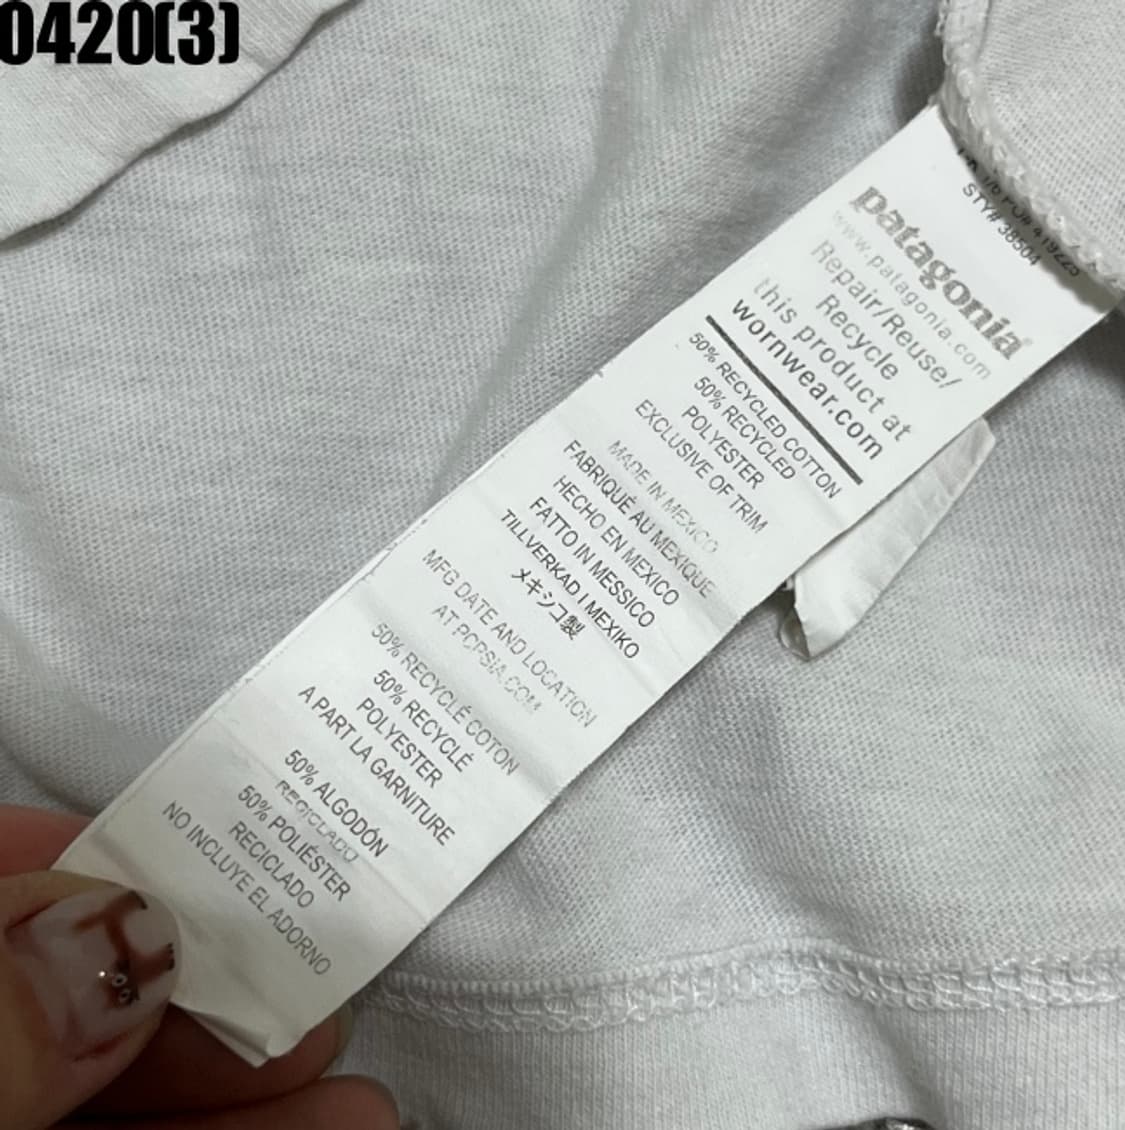 0420(3)
STY# 38504
patagonia®
www.patagonia.com
Repair/Reuse/
Recycle
this product at
wornwear.com
50% RECYCLED COTTON
50% RECYCLED
POLYESTER
EXCLUSIVE OF TRIM
MADE IN MEXICO
FABRIQUÉ AU MEXIQUE
HECHO EN MEXICO
FATTO IN MESSICO
TILLVERKAD I MEXIKO
メキシコ製
MFG DATE AND LOCATION
AT PCPSIA.COM
50% RECYCLÉ COTON
50% RECYCLÉ
POLYESTER
A PART LA GARNITURE
50% ALGODÓN
RECICLADO
50% POLIÉSTER
RECICLADO
NO INCLUYE EL ADORNO